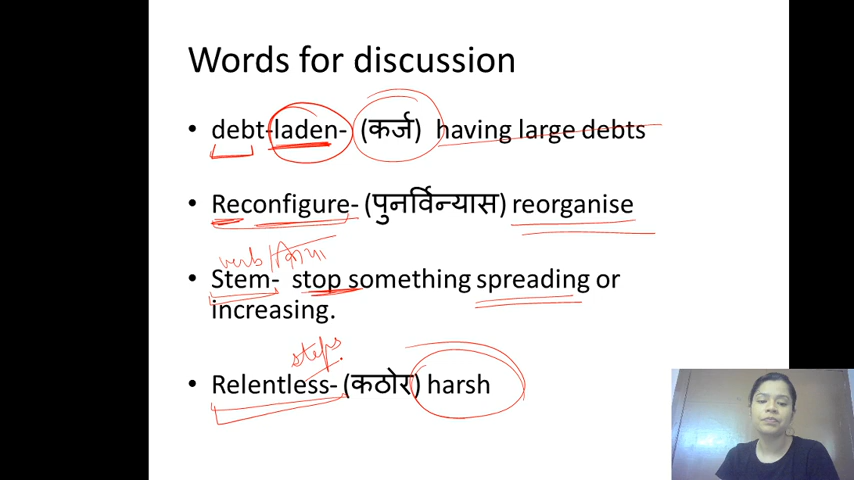 Words for discussion
• debt-laden- (कर्ज) having large debts
• Reconfigure- (पुनर्विन्यास) reorganise
verb
• Stem- stop something spreading or
increasing.
steps
• Relentless- (कठोर) harsh